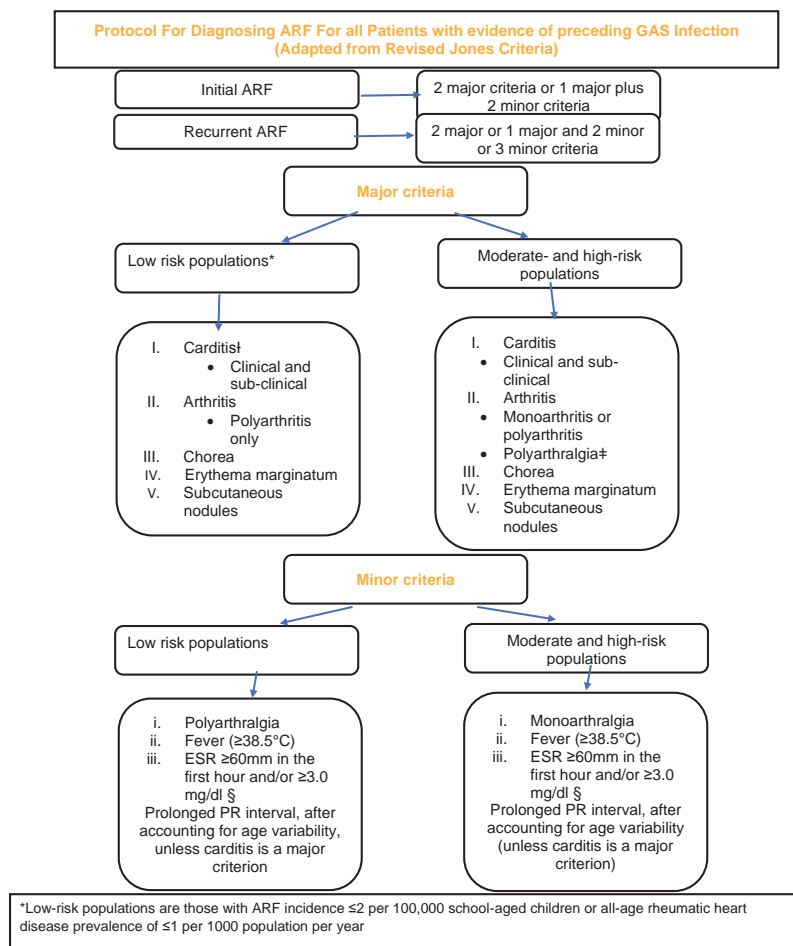 Protocol For Diagnosing ARF For all Patients with evidence of preceding GAS Infection
(Adapted from Revised Jones Criteria)
Initial ARF
2 major criteria or 1 major plus
2 minor criteria
Recurrent ARF
2 major or 1 major and 2 minor
or 3 minor criteria
Major criteria
Low risk populations*
Moderate- and high-risk
populations
I. Carditisƚ
• Clinical and
sub-clinical
II. Arthritis
• Polyarthritis
only
III. Chorea
IV. Erythema marginatum
V. Subcutaneous
nodules
I. Carditis
• Clinical and sub-
clinical
II. Arthritis
• Monoarthritis or
polyarthritis
• Polyarthralgiaǂ
III. Chorea
IV. Erythema marginatum
V. Subcutaneous
nodules
Minor criteria
Low risk populations
Moderate and high-risk
populations
i. Polyarthralgia
ii. Fever (≥38.5°C)
iii. ESR ≥60mm in the
first hour and/or ≥3.0
mg/dl §
Prolonged PR interval, after
accounting for age variability,
unless carditis is a major
criterion
i. Monoarthralgia
ii. Fever (≥38.5°C)
iii. ESR ≥60mm in the
first hour and/or ≥3.0
mg/dl §
Prolonged PR interval, after
accounting for age variability
(unless carditis is a major
criterion)
*Low-risk populations are those with ARF incidence ≤2 per 100,000 school-aged children or all-age rheumatic heart
disease prevalence of ≤1 per 1000 population per year